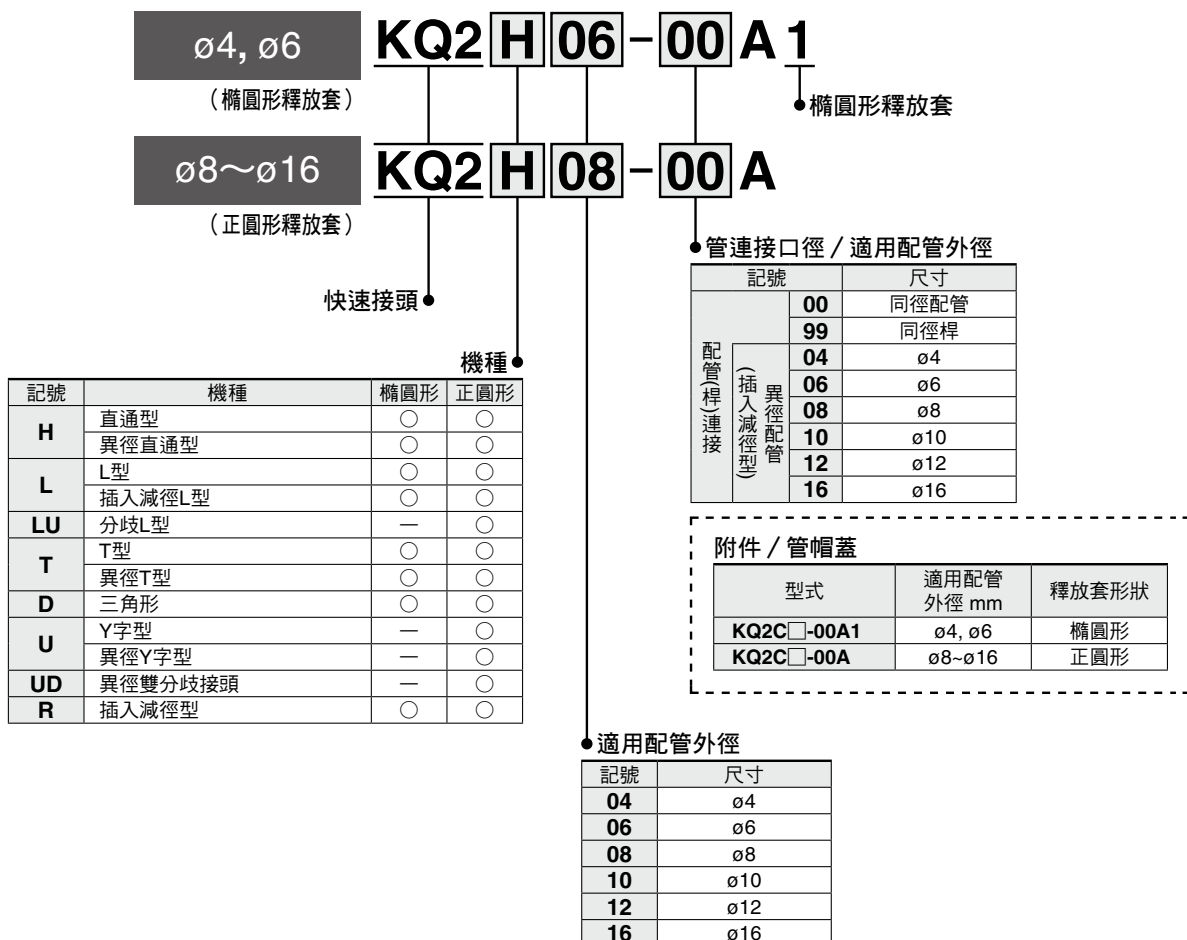 ø4, ø6
KQ2 H 06-00 A 1
(橢圓形釋放套)
橢圓形釋放套
ø8～ø16
KQ2 H 08-00 A
(正圓形釋放套)
管連接口徑/適用配管外徑
記號 尺寸
配管(桿)連接
00 同徑配管
99 同徑桿
異徑配管
(插入減徑型)
04 ø4
06 ø6
08 ø8
10 ø10
12 ø12
16 ø16
快速接頭
機種
記號 機種 橢圓形 正圓形
H 直通型 ○ ○
異徑直通型 ○ ○
L L型 ○ ○
插入減徑L型 ○ ○
LU 分歧L型 — ○
T T型 ○ ○
異徑T型 ○ ○
D 三角形 ○ ○
U Y字型 — ○
異徑Y字型 — ○
UD 異徑雙分歧接頭 — ○
R 插入減徑型 ○ ○
附件/管帽蓋
型式 適用配管 釋放套形狀
外徑 mm
KQ2C□-00A1 ø4, ø6 橢圓形
KQ2C□-00A ø8~ø16 正圓形
適用配管外徑
記號 尺寸
04 ø4
06 ø6
08 ø8
10 ø10
12 ø12
16 ø16